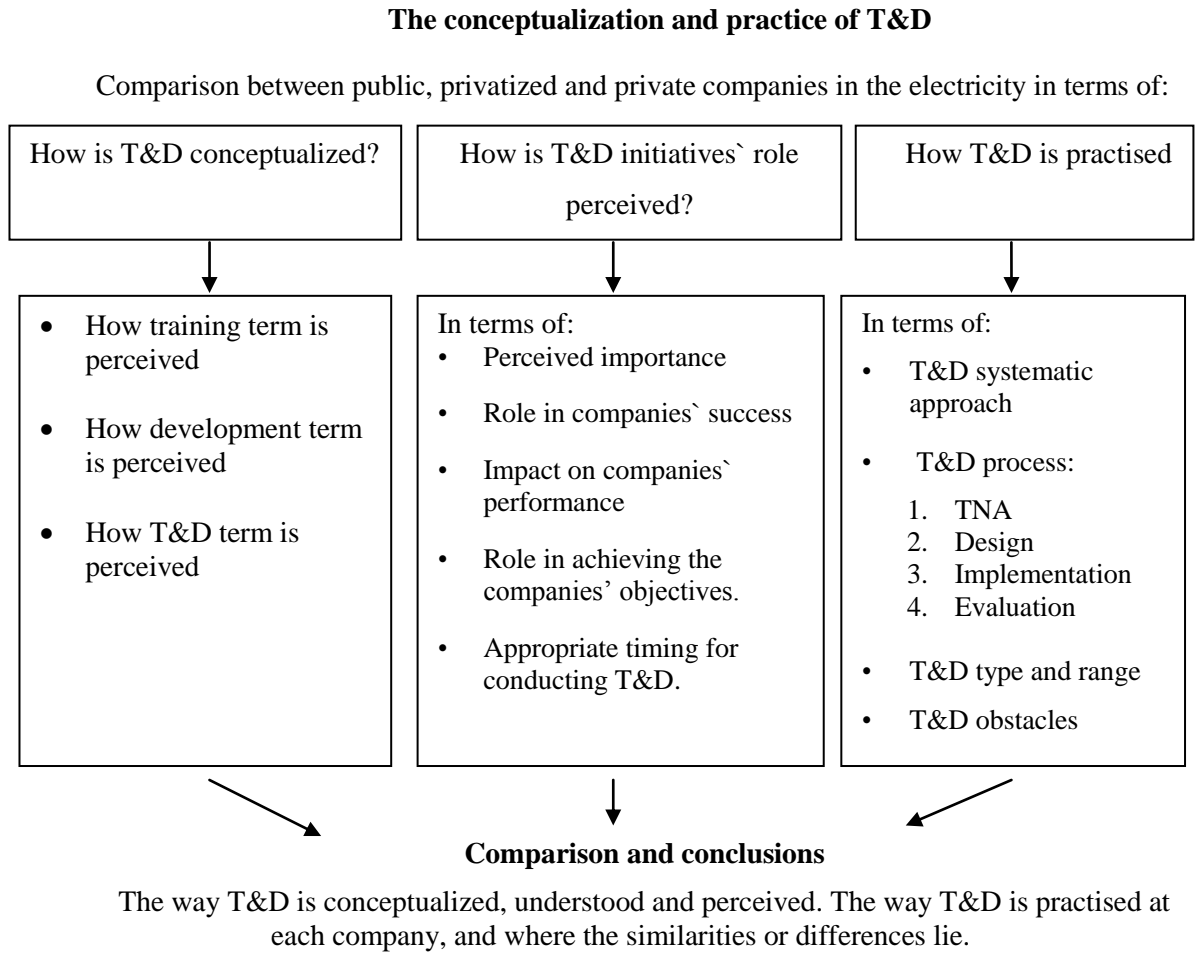 The conceptualization and practice of T&D
Comparison between public, privatized and private companies in the electricity in terms of:
How is T&D conceptualized?
How is T&D initiatives` role
perceived?
How T&D is practised
• How training term is
perceived
• How development term
is perceived
• How T&D term is
perceived
In terms of:
• Perceived importance
• Role in companies` success
• Impact on companies`
performance
• Role in achieving the
companies’ objectives.
• Appropriate timing for
conducting T&D.
In terms of:
• T&D systematic
approach
• T&D process:
1. TNA
2. Design
3. Implementation
4. Evaluation
• T&D type and range
• T&D obstacles
Comparison and conclusions
The way T&D is conceptualized, understood and perceived. The way T&D is practised at
each company, and where the similarities or differences lie.